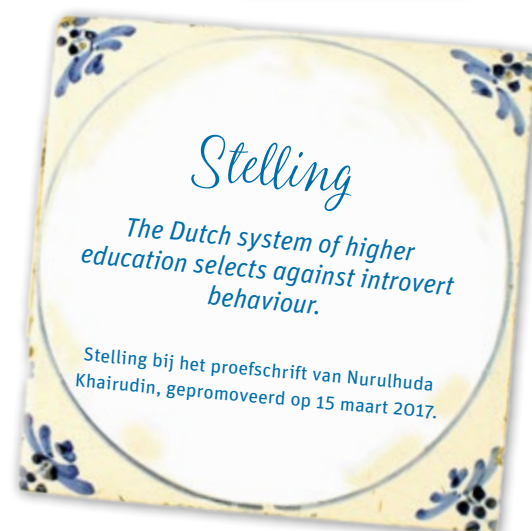 Stelling
The Dutch system of higher
education selects against introvert
behaviour.
Stelling bij het proefschrift van Nurulhuda
Khairudin, gepromoveerd op 15 maart 2017.